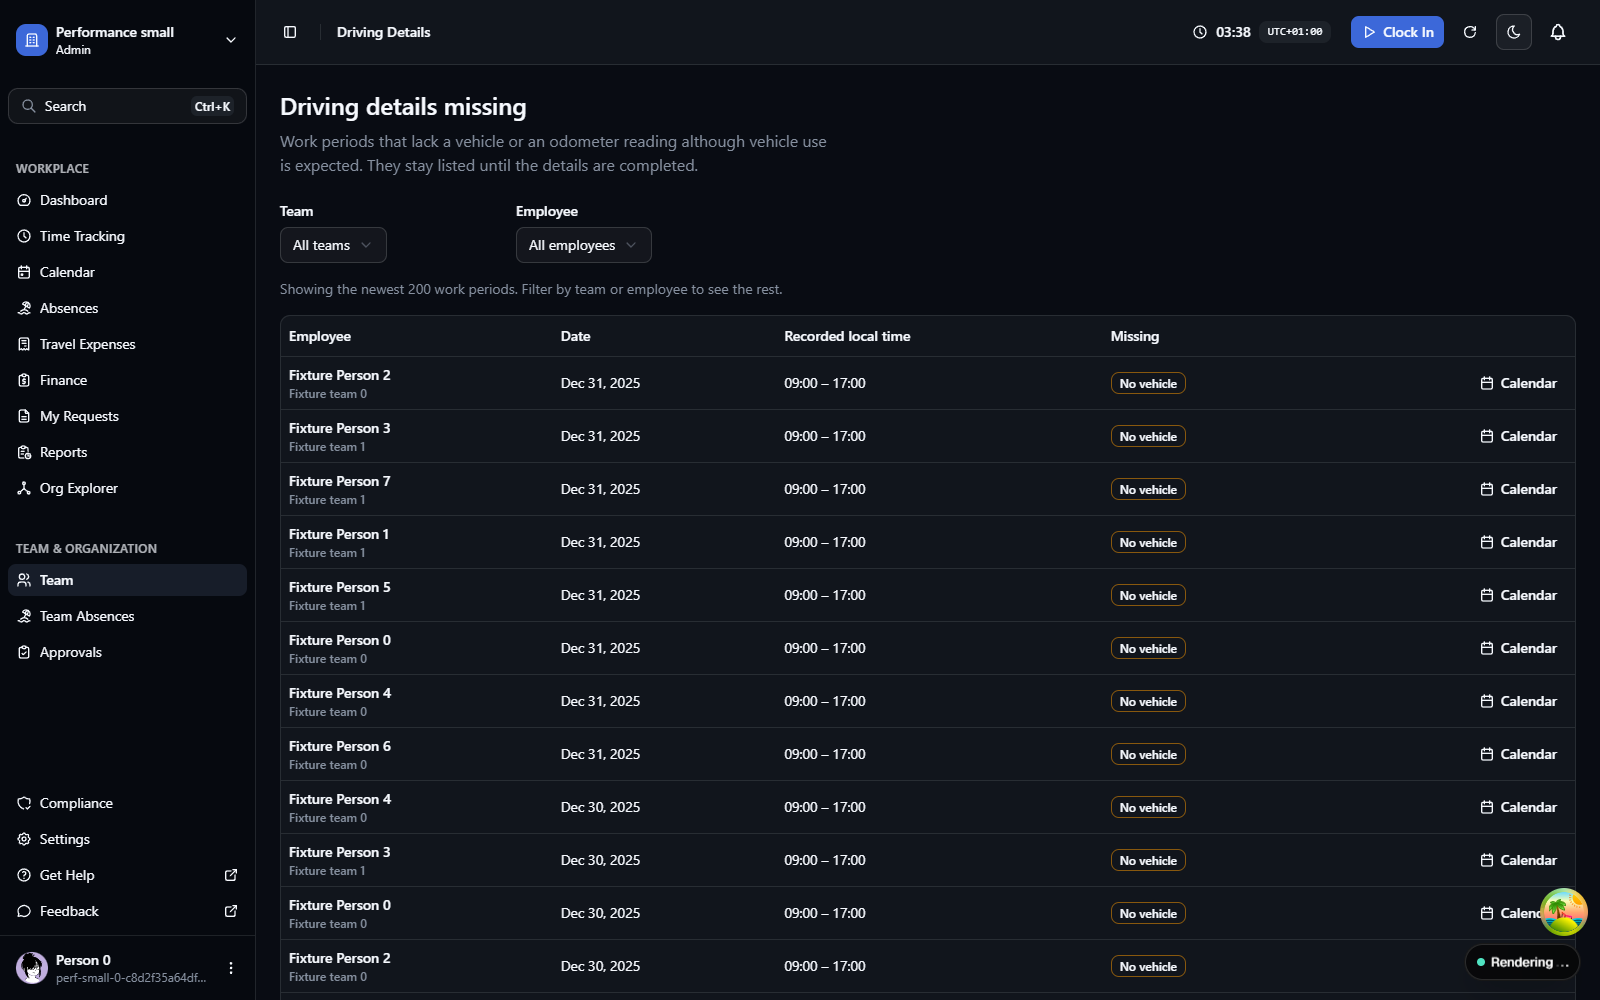 Performance small
Admin
Search
Ctrl+K
WORKPLACE
Dashboard
Time Tracking
Calendar
Absences
Travel Expenses
Finance
My Requests
Reports
Org Explorer
TEAM & ORGANIZATION
Team
Team Absences
Approvals
Compliance
Settings
Get Help
Feedback
Person 0
perf-small-0-c8d2f35a64df...
Driving Details
03:38
UTC+01:00
Clock In
Driving details missing
Work periods that lack a vehicle or an odometer reading although vehicle use
is expected. They stay listed until the details are completed.
Team
Employee
All teams
All employees
Showing the newest 200 work periods. Filter by team or employee to see the rest.
Employee Date Recorded local time Missing
Fixture Person 2
Fixture team 0
Dec 31, 2025 09:00 – 17:00 No vehicle Calendar
Fixture Person 3
Fixture team 1
Dec 31, 2025 09:00 – 17:00 No vehicle Calendar
Fixture Person 7
Fixture team 1
Dec 31, 2025 09:00 – 17:00 No vehicle Calendar
Fixture Person 1
Fixture team 1
Dec 31, 2025 09:00 – 17:00 No vehicle Calendar
Fixture Person 5
Fixture team 1
Dec 31, 2025 09:00 – 17:00 No vehicle Calendar
Fixture Person 0
Fixture team 0
Dec 31, 2025 09:00 – 17:00 No vehicle Calendar
Fixture Person 4
Fixture team 0
Dec 31, 2025 09:00 – 17:00 No vehicle Calendar
Fixture Person 6
Fixture team 0
Dec 31, 2025 09:00 – 17:00 No vehicle Calendar
Fixture Person 4
Fixture team 0
Dec 30, 2025 09:00 – 17:00 No vehicle Calendar
Fixture Person 3
Fixture team 1
Dec 30, 2025 09:00 – 17:00 No vehicle Calendar
Fixture Person 0
Fixture team 0
Dec 30, 2025 09:00 – 17:00 No vehicle
Fixture Person 2
Fixture team 0
Dec 30, 2025 09:00 – 17:00 No vehicle
Rendering ...